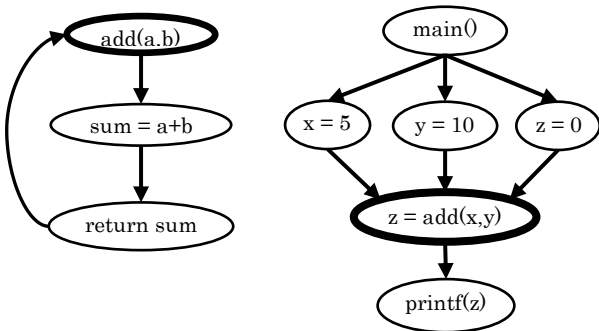 add(a.b)
sum = a+b
return sum
main()
x = 5
y = 10
z = 0
z = add(x,y)
printf(z)